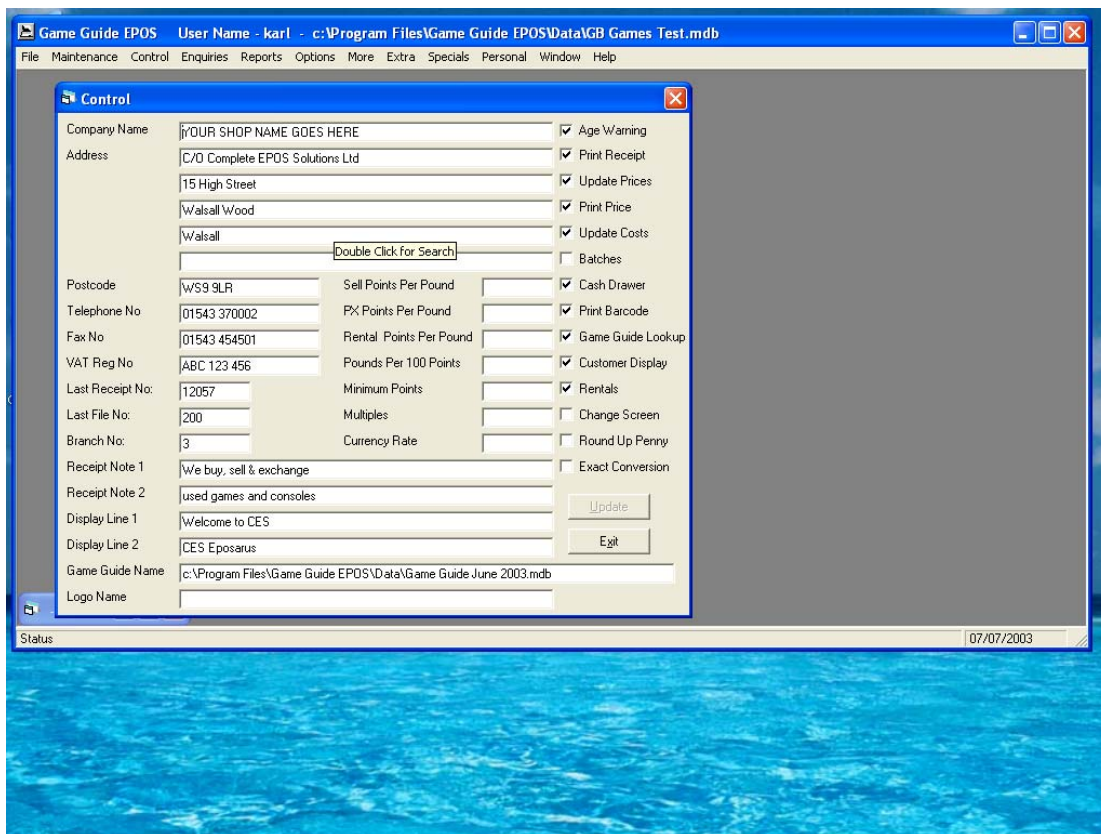 Game Guide EPOS User Name - karl - c:\Program Files\Game Guide EPOS\Data\GB Games Test.mdb
File Maintenance Control Enquiries Reports Options More Extra Specials Personal Window Help
Control
Company Name YOUR SHOP NAME GOES HERE Age Warning
Address C/O Complete EPOS Solutions Ltd Print Receipt
15 High Street Update Prices
Walsall Wood Print Price
Walsall Update Costs
Double Click for Search
Batches
Postcode WS9 9LR Sell Points Per Pound Cash Drawer
Telephone No 01543 370002 PX Points Per Pound Print Barcode
Fax No 01543 454501 Rental Points Per Pound Game Guide Lookup
VAT Reg No ABC 123 456 Pounds Per 100 Points Customer Display
Last Receipt No: 12057 Minimum Points Rentals
Last File No: 200 Multiples Change Screen
Branch No: 3 Currency Rate Round Up Penny
Receipt Note 1 We buy, sell & exchange Exact Conversion
Receipt Note 2 used games and consoles
Update
Display Line 1 Welcome to CES
Display Line 2 CES Eposarus Exit
Game Guide Name c:\Program Files\Game Guide EPOS\Data\Game Guide June 2003.mdb
Logo Name
Status 07/07/2003